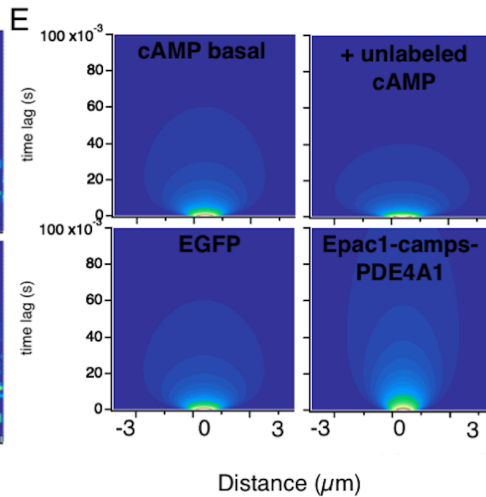 E
100 x10⁻³
80
60
40
20
0
time lag (s)
cAMP basal
+ unlabeled
cAMP
100 x10⁻³
80
60
40
20
0
time lag (s)
EGFP
Epac1-camps-
PDE4A1
-3 0 3
-3 0 3
Distance (µm)